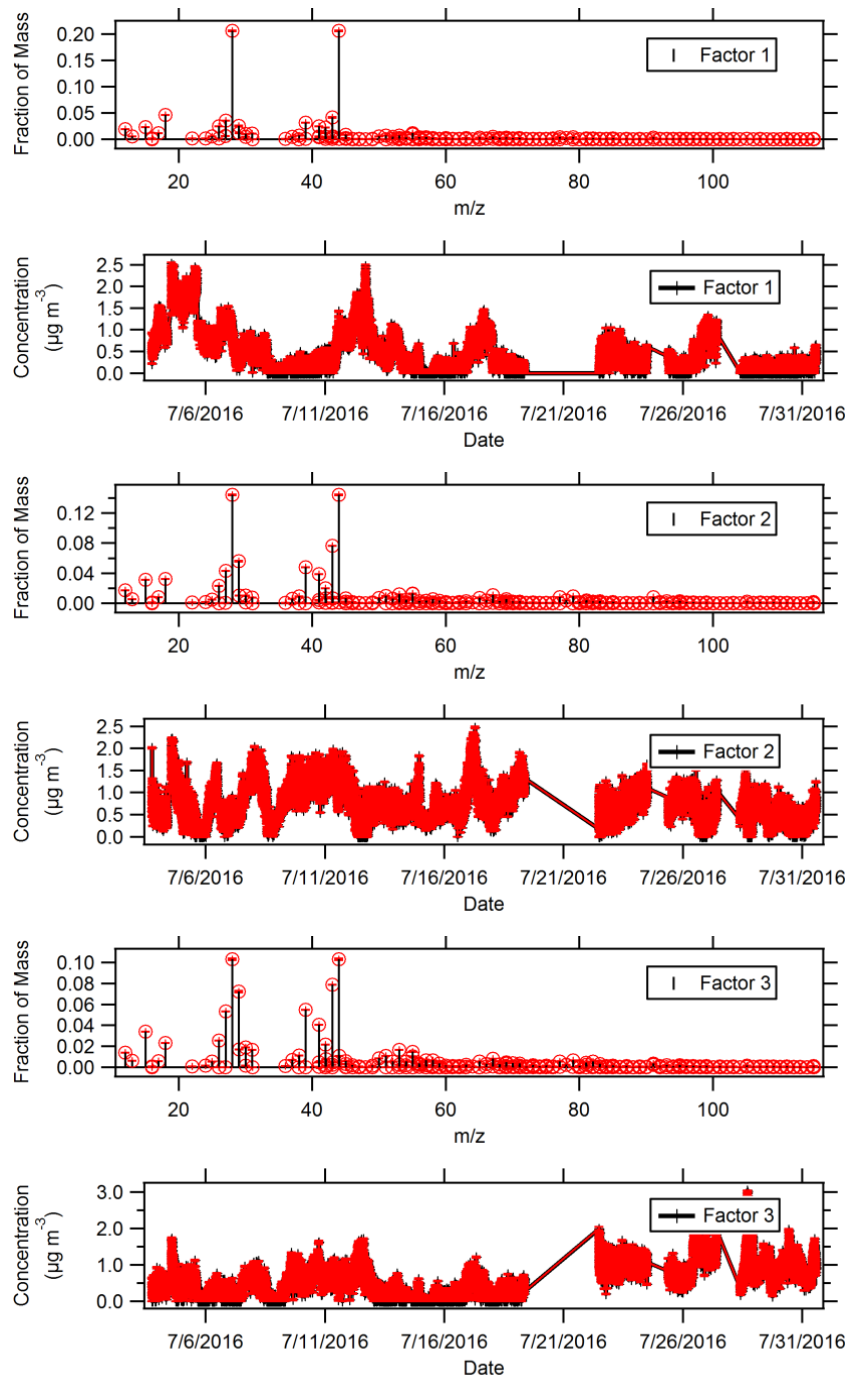 Fraction of Mass
0.20
0.15
0.10
0.05
0.00
Factor 1
20 40 60 80 100
m/z
Concentration
(µg m⁻³)
2.5
2.0
1.5
1.0
0.5
0.0
Factor 1
7/6/2016 7/11/2016 7/16/2016 7/21/2016 7/26/2016 7/31/2016
Date
Fraction of Mass
0.12
0.08
0.04
0.00
Factor 2
20 40 60 80 100
m/z
Concentration
(µg m⁻³)
2.5
2.0
1.5
1.0
0.5
0.0
Factor 2
7/6/2016 7/11/2016 7/16/2016 7/21/2016 7/26/2016 7/31/2016
Date
Fraction of Mass
0.10
0.08
0.06
0.04
0.02
0.00
Factor 3
20 40 60 80 100
m/z
Concentration
(µg m⁻³)
3.0
2.0
1.0
0.0
Factor 3
7/6/2016 7/11/2016 7/16/2016 7/21/2016 7/26/2016 7/31/2016
Date